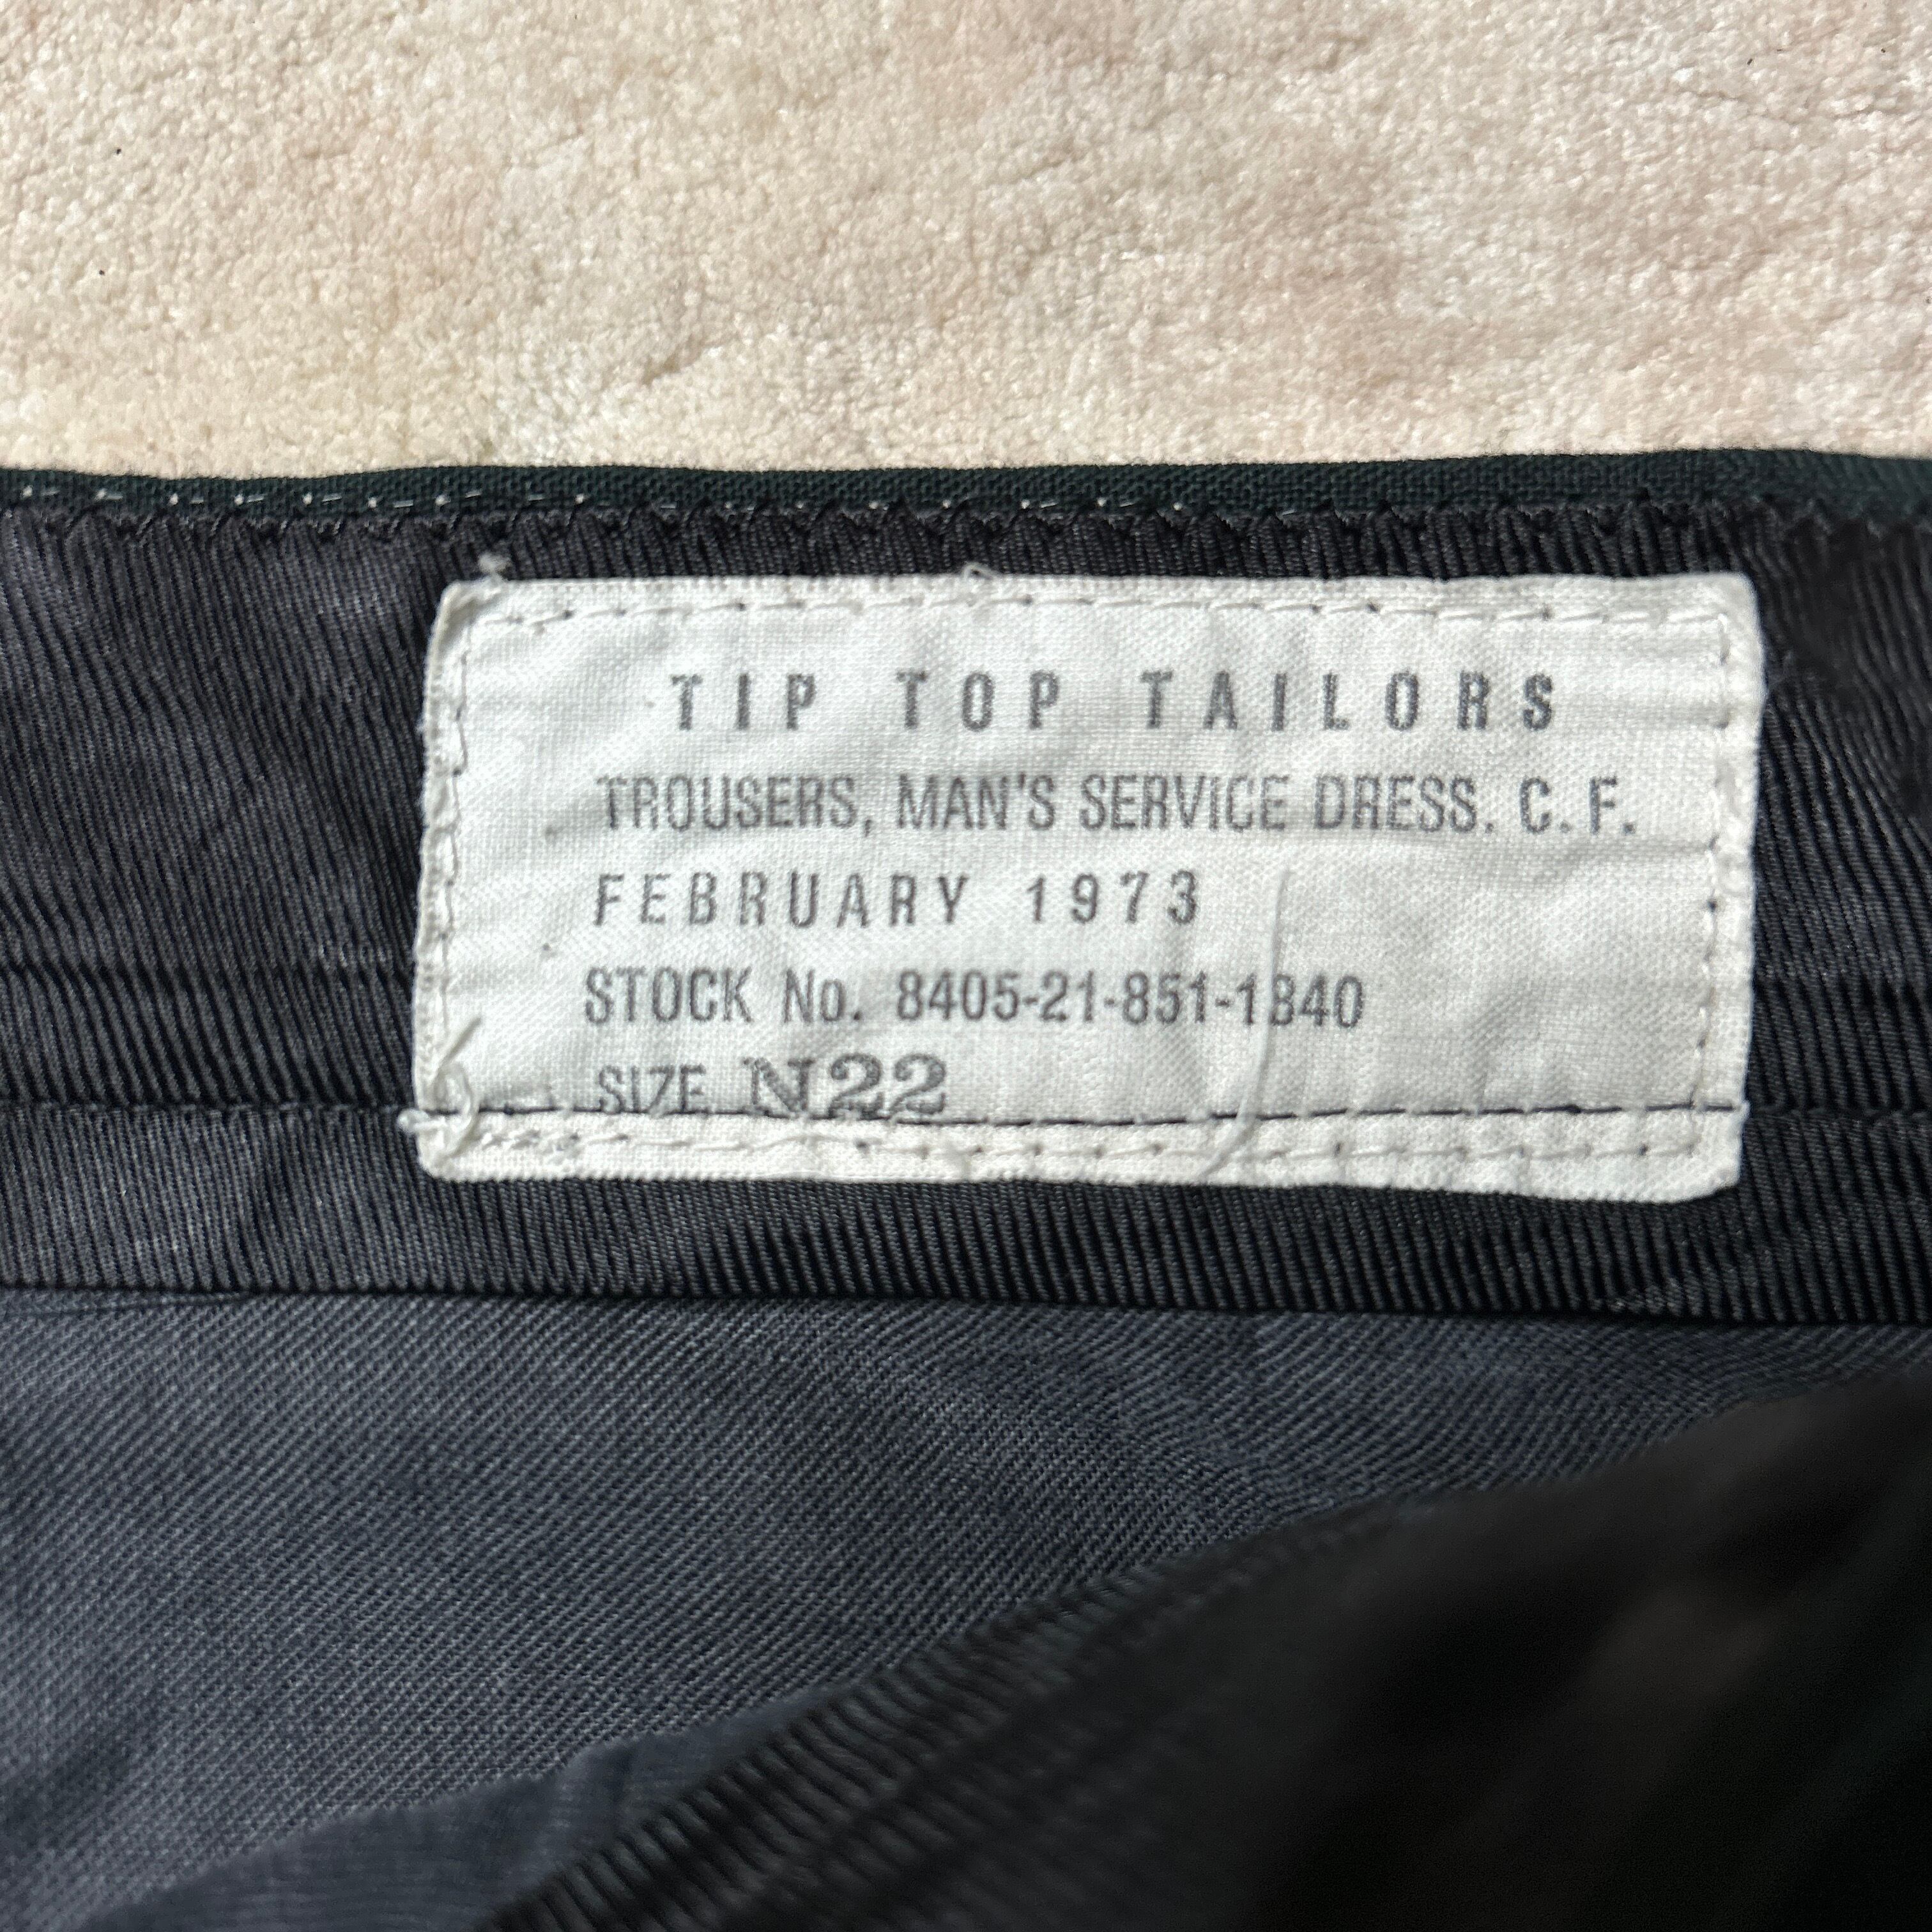 TIP TOP TAILORS
TROUSERS, MAN'S SERVICE DRESS. C.F.
FEBRUARY 1973
STOCK No. 8405-21-851-1840
SIZE N22